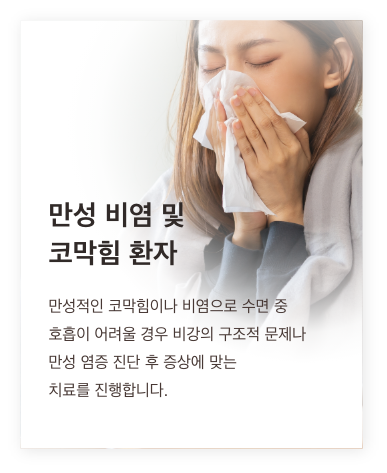 만성 비염 및
코막힘 환자
만성적인 코막힘이나 비염으로 수면 중
호흡이 어려울 경우 비강의 구조적 문제나
만성 염증 진단 후 증상에 맞는
치료를 진행합니다.